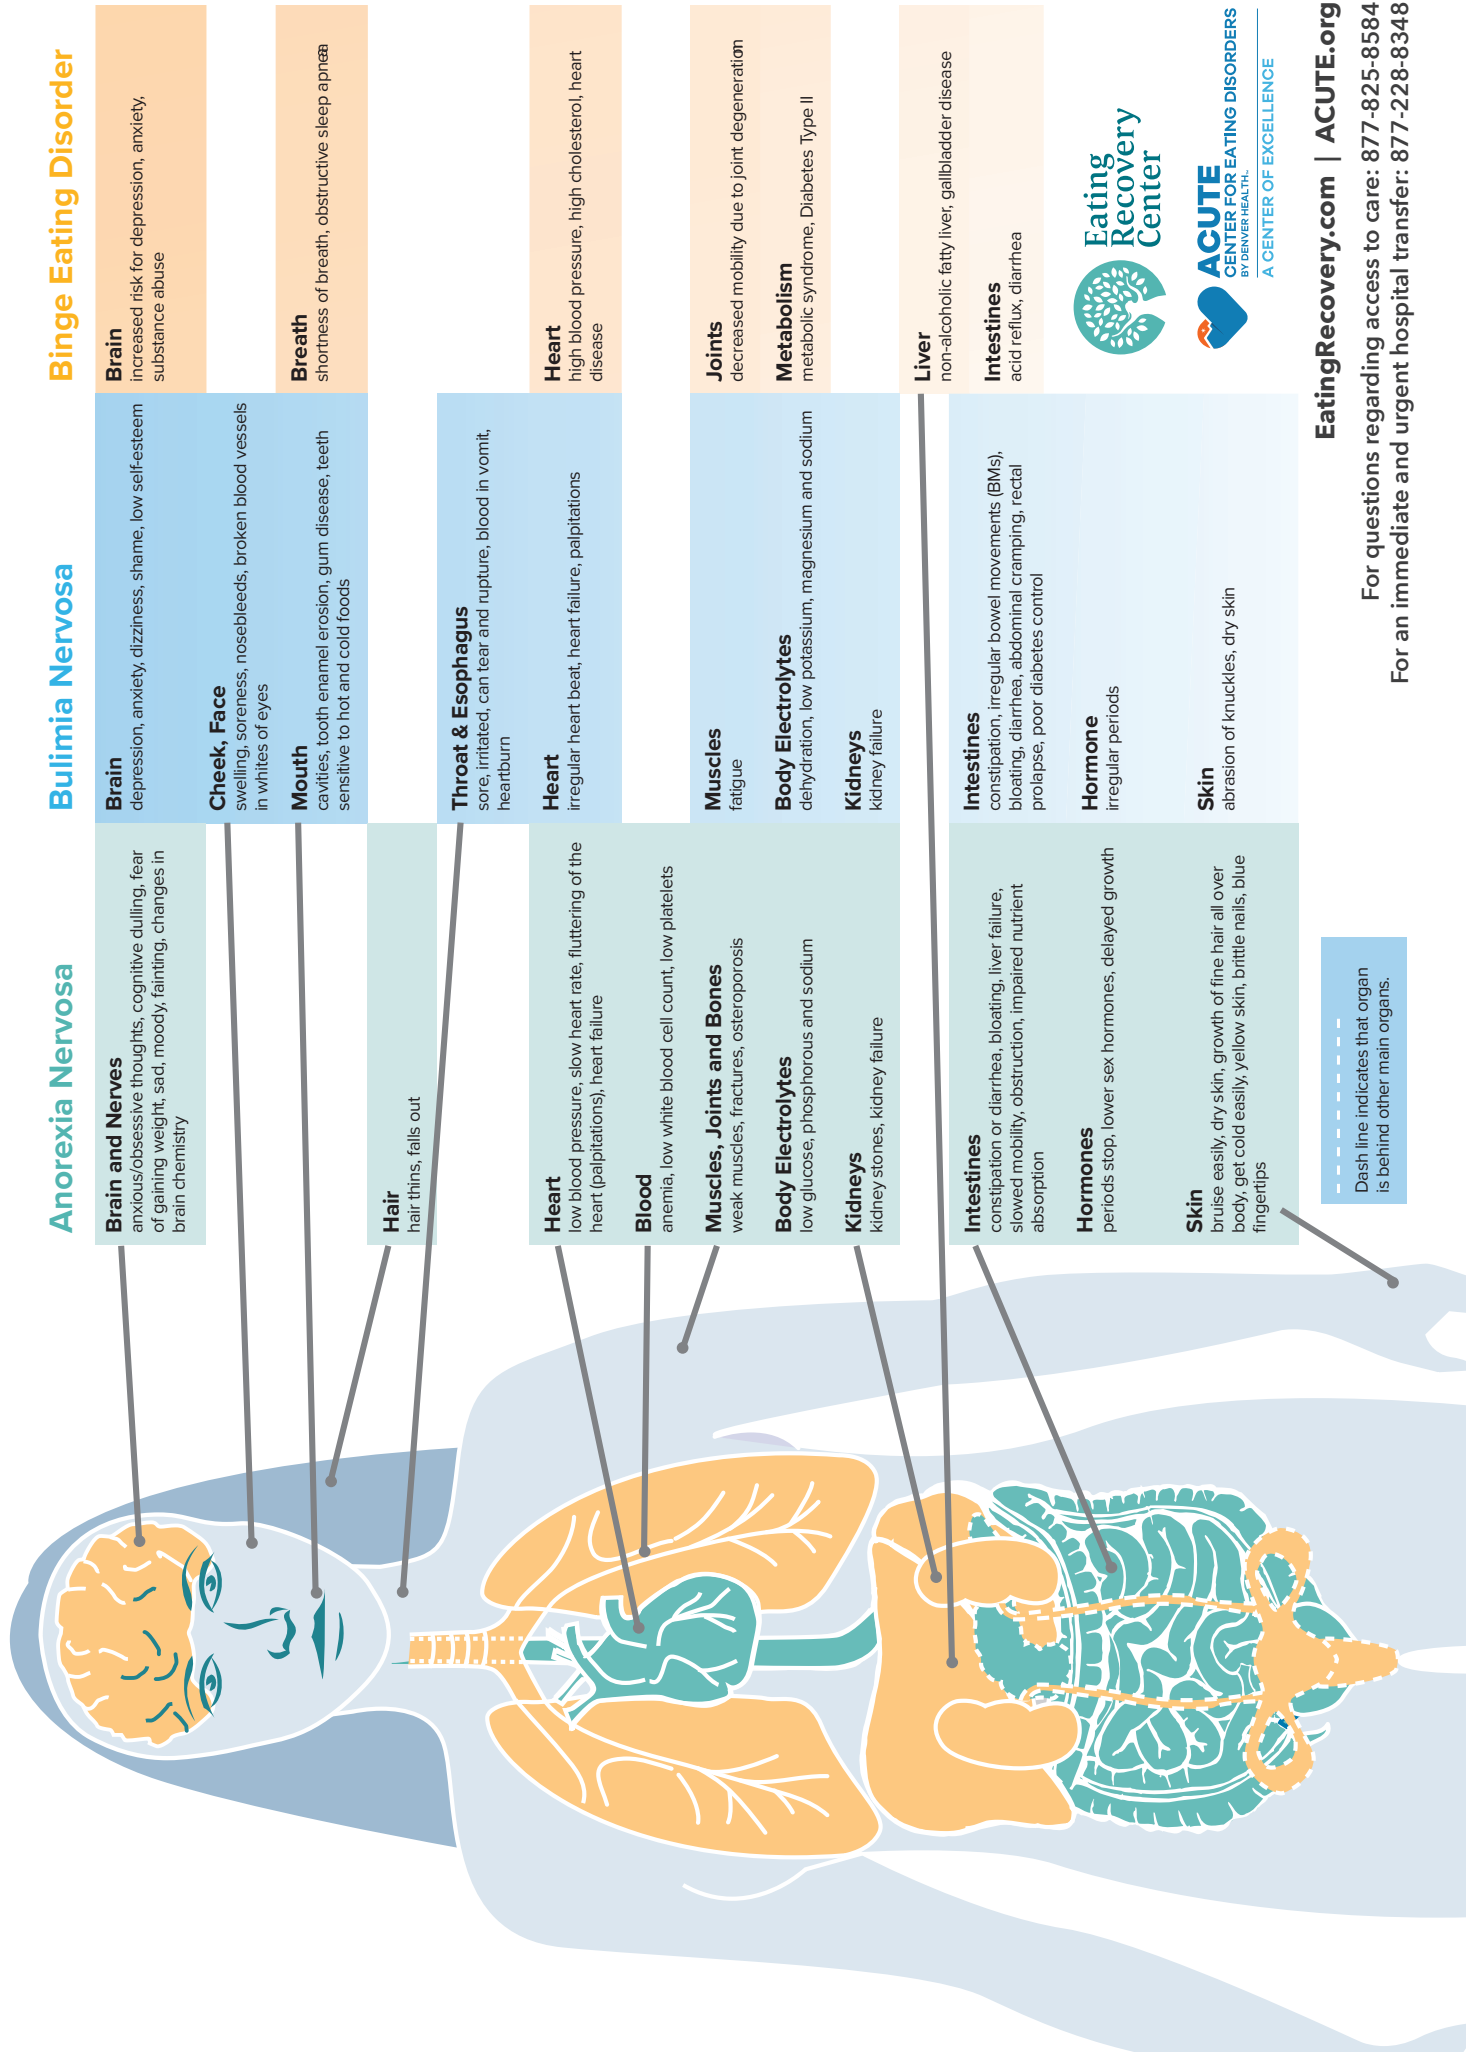 Anorexia Nervosa
Brain and Nerves
anxious/obsessive thoughts, cognitive dulling, fear
of gaining weight, sad, moody, fainting, changes in
brain chemistry
Hair
hair thins, falls out
Heart
low blood pressure, slow heart rate, fluttering of the
heart (palpitations), heart failure
Blood
anemia, low white blood cell count, low platelets
Muscles, Joints and Bones
weak muscles, fractures, osteroporosis
Body Electrolytes
low glucose, phosphorous and sodium
Kidneys
kidney stones, kidney failure
Intestines
constipation or diarrhea, bloating, liver failure,
slowed mobility, obstruction, impaired nutrient
absorption
Hormones
periods stop, lower sex hormones, delayed growth
Skin
bruise easily, dry skin, growth of fine hair all over
body, get cold easily, yellow skin, brittle nails, blue
fingertips
Dash line indicates that organ
is behind other main organs.
Bulimia Nervosa
Brain
depression, anxiety, dizziness, shame, low self-esteem
Cheek, Face
swelling, soreness, nosebleeds, broken blood vessels
in whites of eyes
Mouth
cavities, tooth enamel erosion, gum disease, teeth
sensitive to hot and cold foods
Throat & Esophagus
sore, irritated, can tear and rupture, blood in vomit,
heartburn
Heart
irregular heart beat, heart failure, palpitations
Muscles
fatigue
Body Electrolytes
dehydration, low potassium, magnesium and sodium
Kidneys
kidney failure
Intestines
constipation, irregular bowel movements (BMs),
bloating, diarrhea, abdominal cramping, rectal
prolapse, poor diabetes control
Hormone
irregular periods
Skin
abrasion of knuckles, dry skin
Binge Eating Disorder
Brain
increased risk for depression, anxiety,
substance abuse
Breath
shortness of breath, obstructive sleep apnea
Heart
high blood pressure, high cholesterol, heart
disease
Joints
decreased mobility due to joint degeneration
Metabolism
metabolic syndrome, Diabetes Type II
Liver
non-alcoholic fatty liver, gallbladder disease
Intestines
acid reflux, diarrhea
Eating
Recovery
Center
ACUTE
CENTER FOR EATING DISORDERS
BY DENVER HEALTH™
A CENTER OF EXCELLENCE
EatingRecovery.com | ACUTE.org
For questions regarding access to care: 877-825-8584
For an immediate and urgent hospital transfer: 877-228-8348